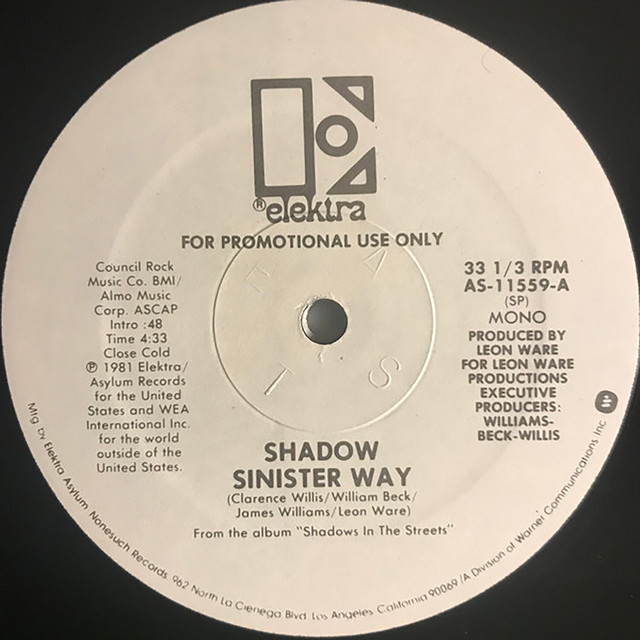 ® elektra
FOR PROMOTIONAL USE ONLY
Council Rock
Music Co. BMI/
Almo Music
Corp. ASCAP
Intro :48
Time 4:33
Close Cold
℗ 1981 Elektra/
Asylum Records
for the United
States and WEA
International Inc.
for the world
outside of the
United States.
33 1/3 RPM
AS-11559-A
(SP)
MONO
PRODUCED BY
LEON WARE
FOR LEON WARE
PRODUCTIONS
EXECUTIVE
PRODUCERS:
WILLIAMS-
BECK-WILLIS
E A S T
SHADOW
SINISTER WAY
(Clarence Willis/William Beck/
James Williams/Leon Ware)
From the album "Shadows In The Streets"
Mfg by Elektra Asylum Nonesuch Records 962 North La Cienega Blvd Los Angeles California 90069/A Division of Warner Communications Inc